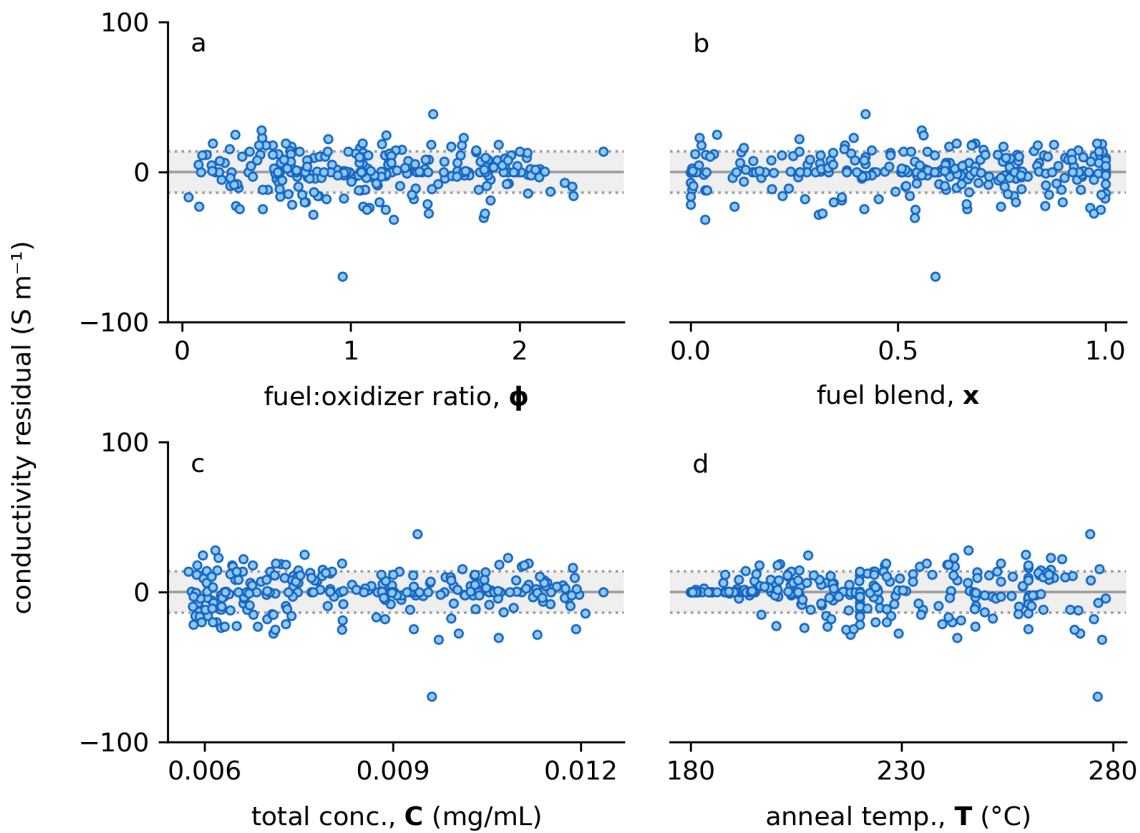 conductivity residual (S m⁻¹)
100
0
−100
a
0 1 2
fuel:oxidizer ratio, ϕ
b
0.0 0.5 1.0
fuel blend, x
100
0
−100
c
0.006 0.009 0.012
total conc., C (mg/mL)
d
180 230 280
anneal temp., T (°C)